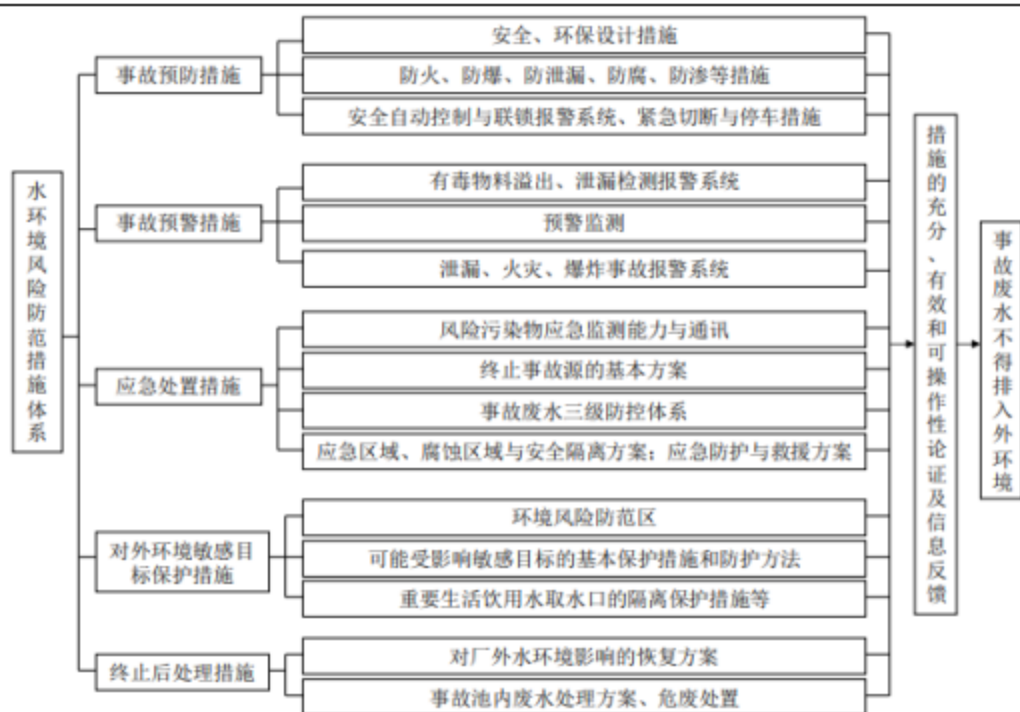 水环境风险防范措施体系
事故预防措施
安全、环保设计措施
防火、防爆、防泄漏、防腐、防渗等措施
安全自动控制与联锁报警系统、紧急切断与停车措施
事故预警措施
有毒物料溢出、泄漏检测报警系统
预警监测
泄漏、火灾、爆炸事故报警系统
应急处置措施
风险污染物应急监测能力与通讯
终止事故源的基本方案
事故废水三级防控体系
应急区域、腐蚀区域与安全隔离方案；应急防护与救援方案
对外环境敏感目
标保护措施
环境风险防范区
可能受影响敏感目标的基本保护措施和防护方法
重要生活饮用水取水口的隔离保护措施等
终止后处理措施
对厂外水环境影响的恢复方案
事故池内废水处理方案、危废处置
措施的充分、有效和可操作性论证及信息反馈
事故废水不得排入外环境